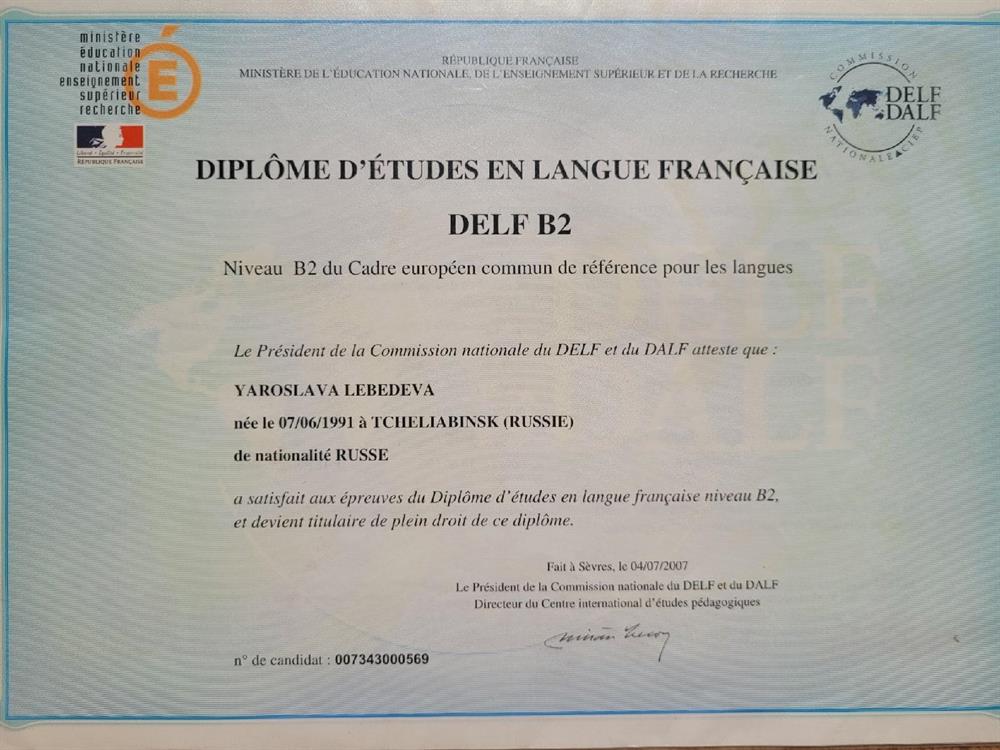 ministère
éducation
nationale
enseignement
supérieur
recherche
É
Liberté • Égalité • Fraternité
RÉPUBLIQUE FRANÇAISE
RÉPUBLIQUE FRANÇAISE
MINISTÈRE DE L'ÉDUCATION NATIONALE, DE L'ENSEIGNEMENT SUPÉRIEUR ET DE LA RECHERCHE
COMMISSION
DELF
DALF
NATIONALE CIEP
DIPLÔME D'ÉTUDES EN LANGUE FRANÇAISE
DELF B2
Niveau B2 du Cadre européen commun de référence pour les langues
Le Président de la Commission nationale du DELF et du DALF atteste que :
YAROSLAVA LEBEDEVA
née le 07/06/1991 à TCHELIABINSK (RUSSIE)
de nationalité RUSSE
a satisfait aux épreuves du Diplôme d'études en langue française niveau B2,
et devient titulaire de plein droit de ce diplôme.
Fait à Sèvres, le 04/07/2007
Le Président de la Commission nationale du DELF et du DALF
Directeur du Centre international d'études pédagogiques
n° de candidat : 007343000569
DELF
DALF